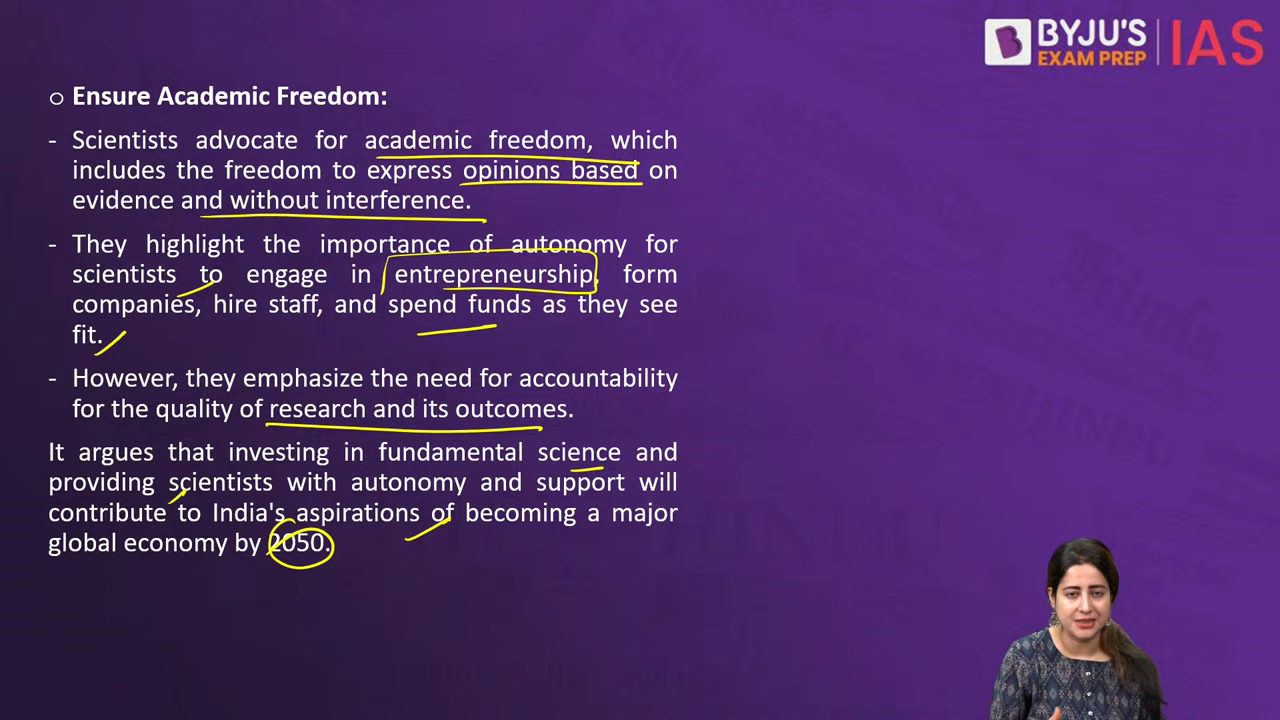 BYJU'S
EXAM PREP
IAS
o Ensure Academic Freedom:
- Scientists advocate for academic freedom, which
includes the freedom to express opinions based on
evidence and without interference.
- They highlight the importance of autonomy for
scientists to engage in entrepreneurship, form
companies, hire staff, and spend funds as they see
fit.
- However, they emphasize the need for accountability
for the quality of research and its outcomes.
It argues that investing in fundamental science and
providing scientists with autonomy and support will
contribute to India's aspirations of becoming a major
global economy by 2050.
HINDU